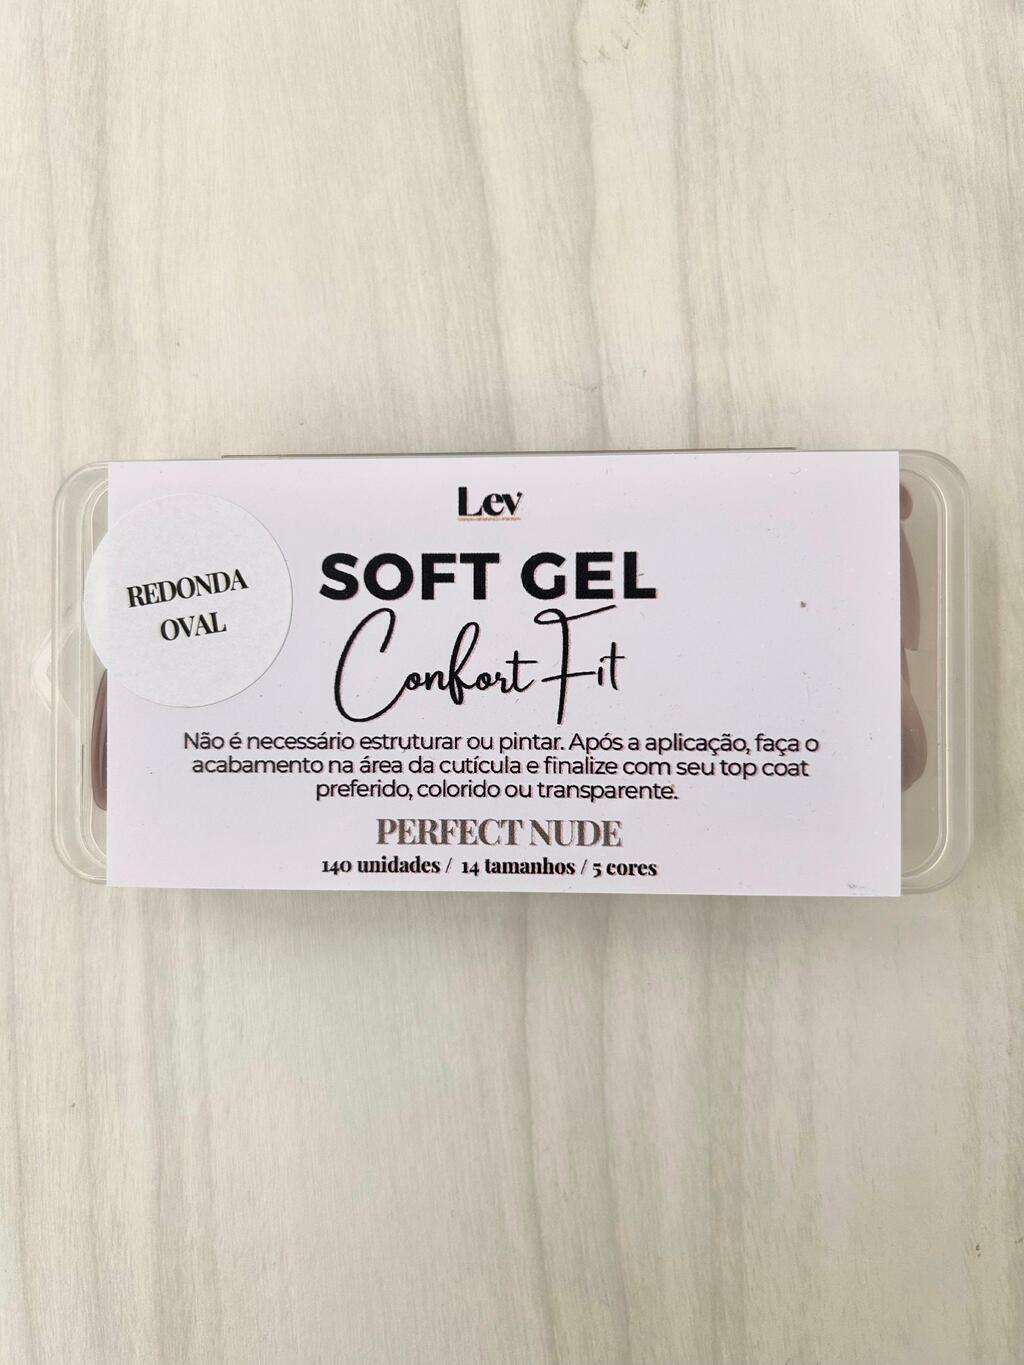 Lev
SOFT GEL
Confort Fit
REDONDA
OVAL
Não é necessário estruturar ou pintar. Após a aplicação, faça o
acabamento na área da cutícula e finalize com seu top coat
preferido, colorido ou transparente.
PERFECT NUDE
140 unidades / 14 tamanhos / 5 cores